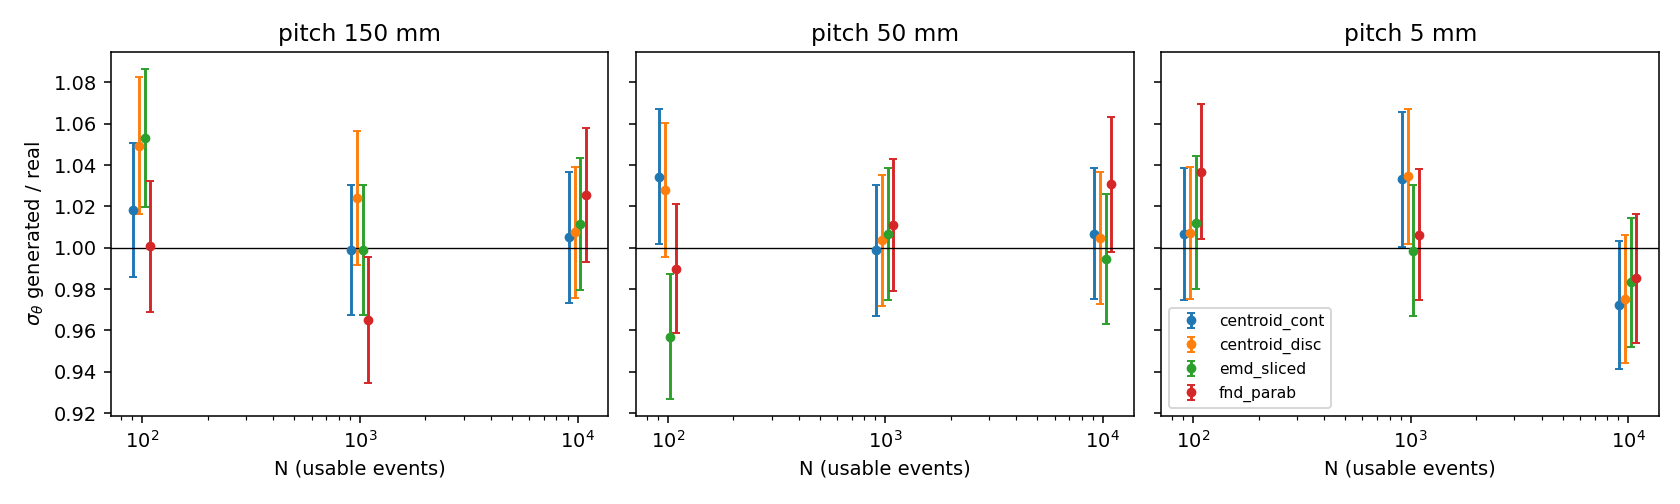 pitch 150 mm
pitch 50 mm
pitch 5 mm
σθ generated / real
1.08
1.06
1.04
1.02
1.00
0.98
0.96
0.94
0.92
10²
10³
10⁴
10²
10³
10⁴
10²
10³
10⁴
N (usable events)
N (usable events)
N (usable events)
centroid_cont
centroid_disc
emd_sliced
fnd_parab